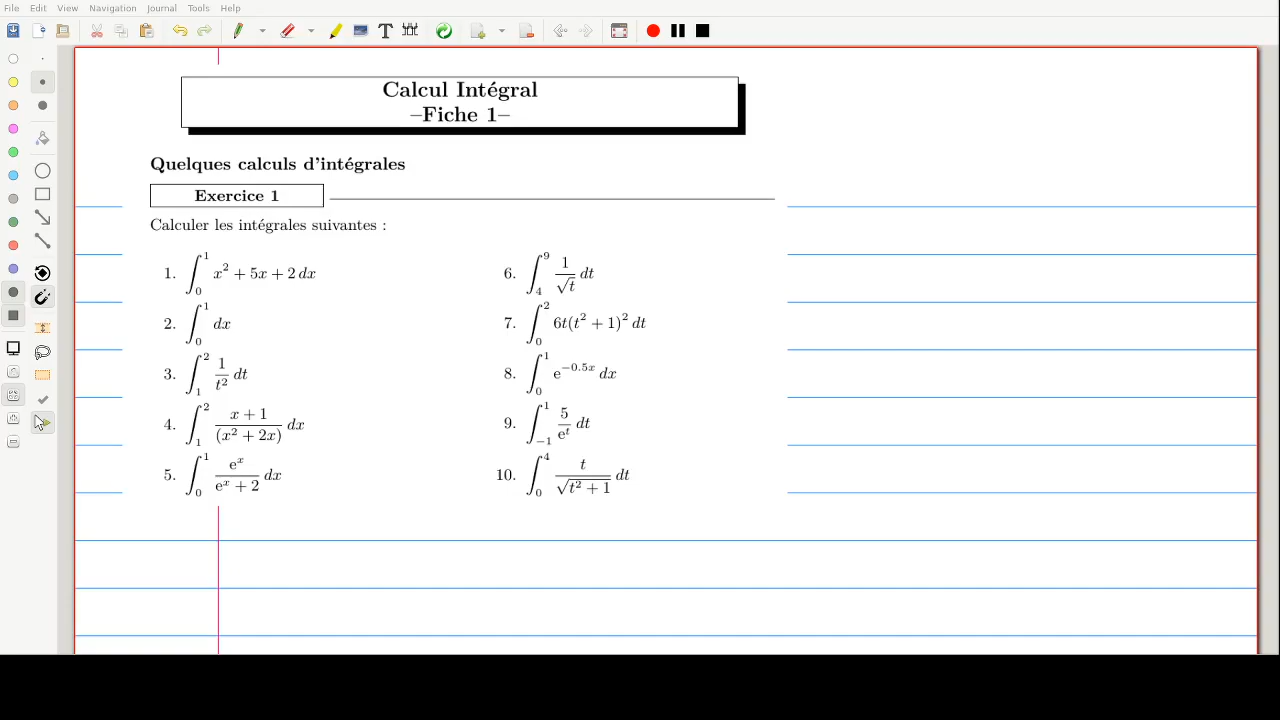 File Edit View Navigation Journal Tools Help
Calcul Intégral
–Fiche 1–
Quelques calculs d'intégrales
Exercice 1
Calculer les intégrales suivantes :
1. ∫₀¹ x² + 5x + 2 dx
2. ∫₀¹ dx
3. ∫₁² 1/t² dt
4. ∫₁² (x + 1)/(x² + 2x) dx
5. ∫₀¹ eˣ/(eˣ + 2) dx
6. ∫₄⁹ 1/√t dt
7. ∫₀² 6t(t² + 1)² dt
8. ∫₀¹ e^(−0.5x) dx
9. ∫₋₁¹ 5/eᵗ dt
10. ∫₀⁴ t/√(t² + 1) dt